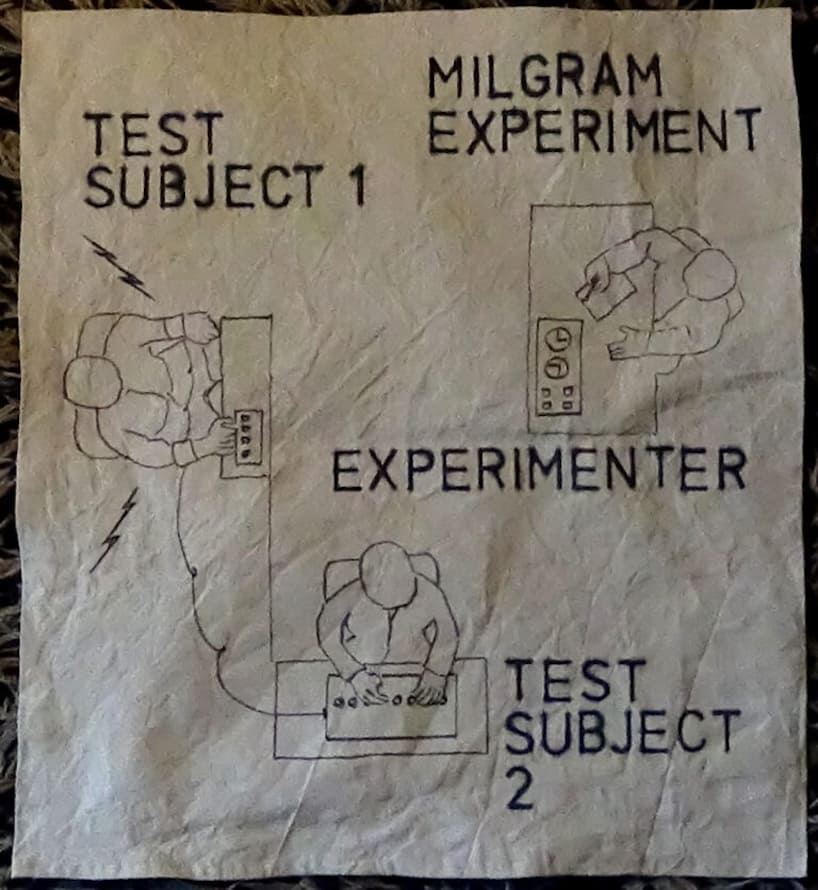 MILGRAM
EXPERIMENT
TEST
SUBJECT 1
EXPERIMENTER
TEST
SUBJECT
2